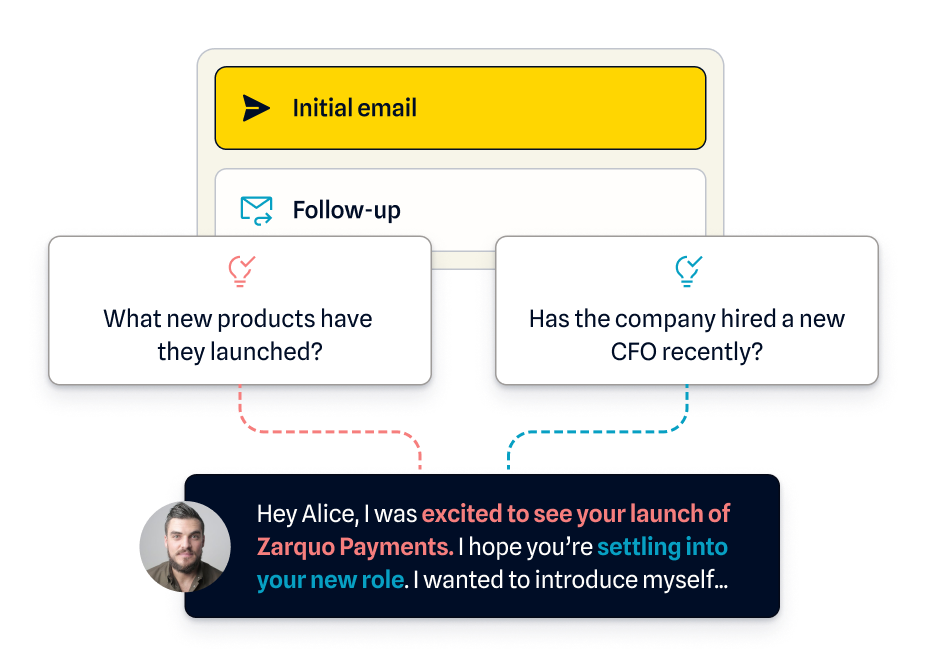 Initial email
Follow-up
What new products have
they launched?
Has the company hired a new
CFO recently?
Hey Alice, I was excited to see your launch of
Zarquo Payments. I hope you’re settling into
your new role. I wanted to introduce myself...